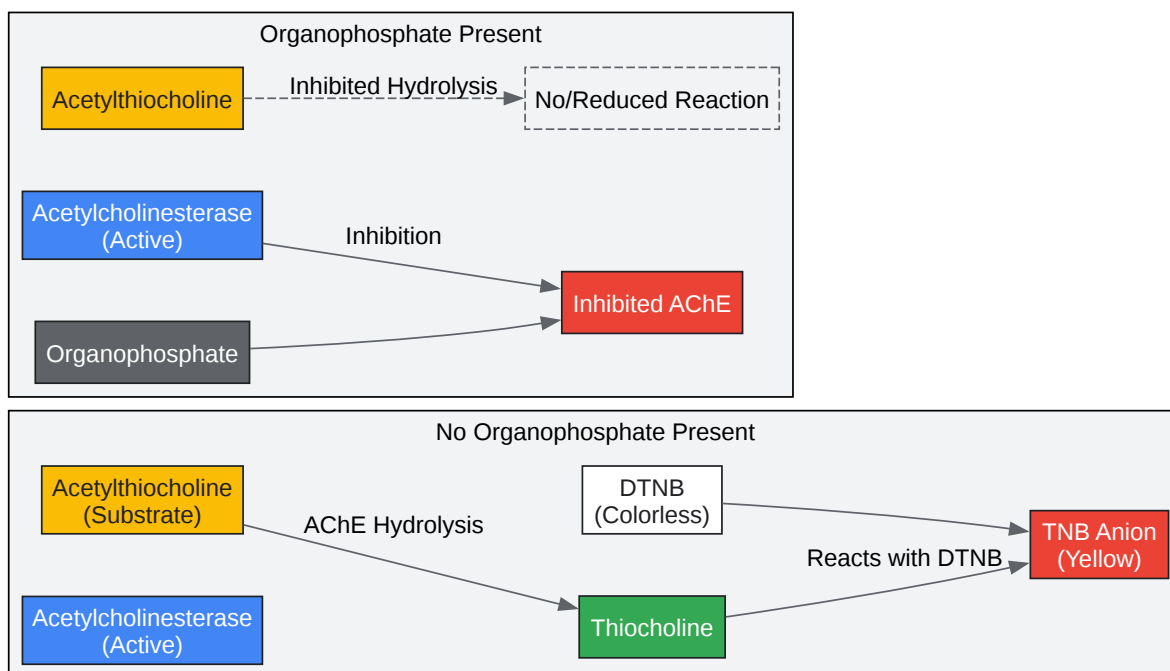 Organophosphate Present
Acetylthiocholine
Inhibited Hydrolysis
No/Reduced Reaction
Acetylcholinesterase
(Active)
Inhibition
Inhibited AChE
Organophosphate
No Organophosphate Present
Acetylthiocholine
(Substrate)
AChE Hydrolysis
DTNB
(Colorless)
TNB Anion
(Yellow)
Reacts with DTNB
Acetylcholinesterase
(Active)
Thiocholine